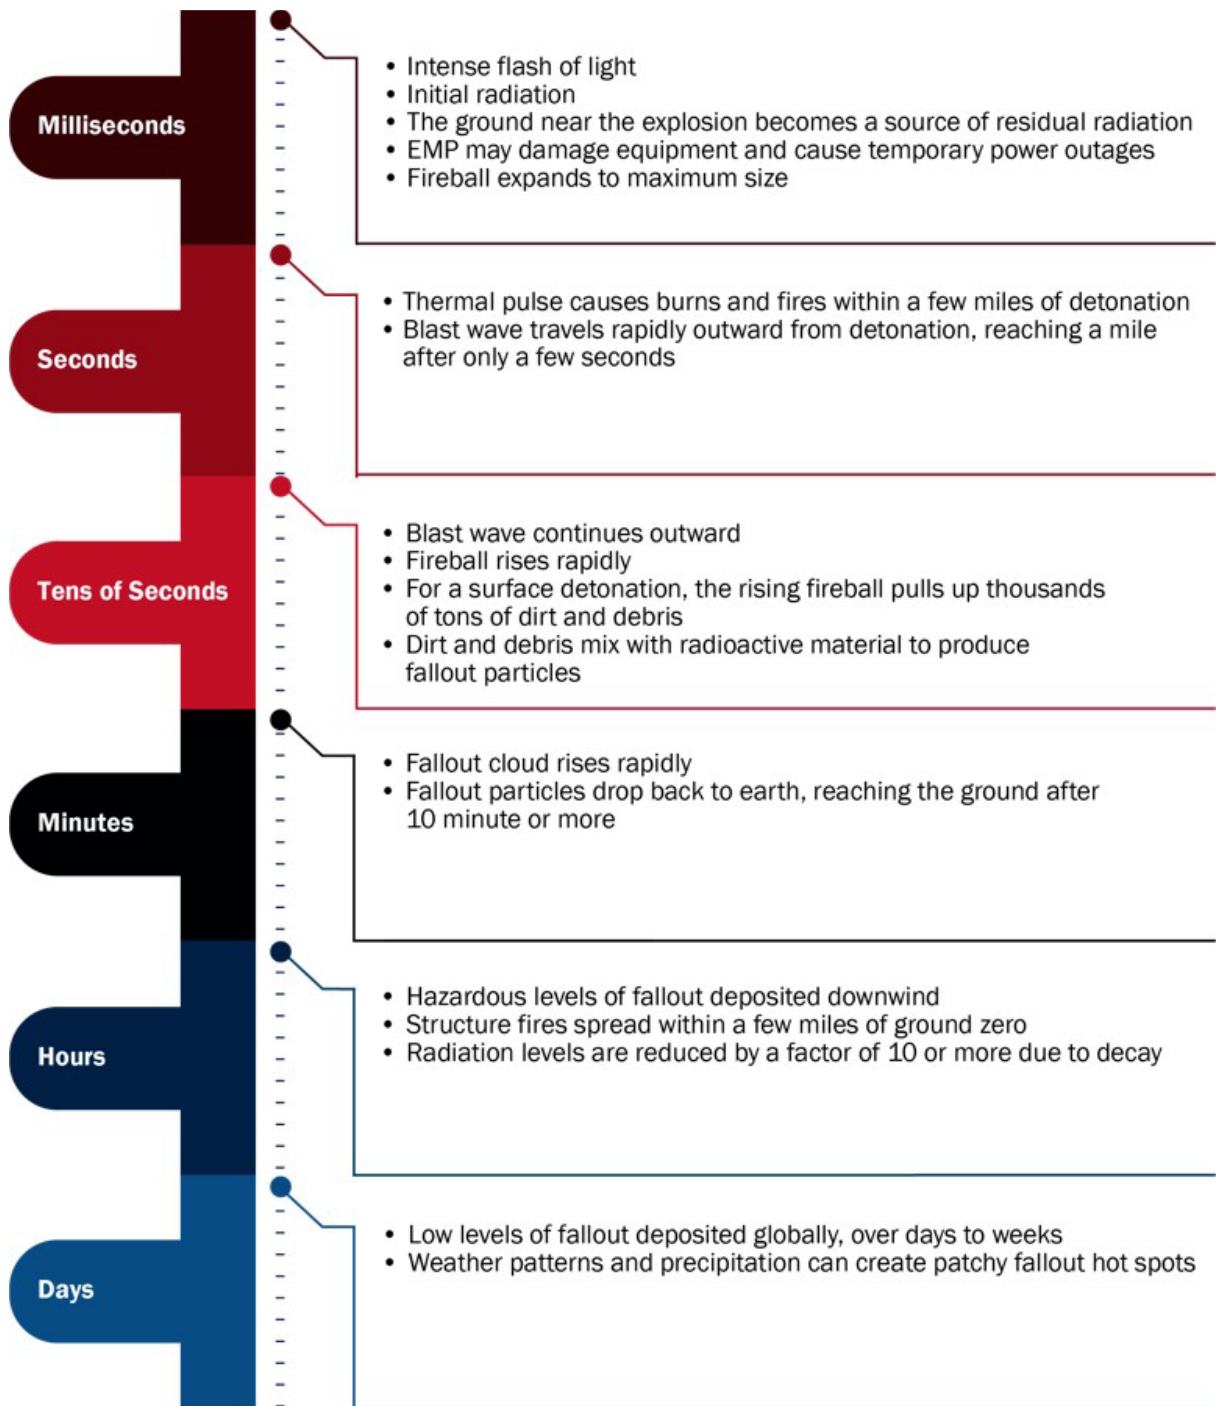 Milliseconds
• Intense flash of light
• Initial radiation
• The ground near the explosion becomes a source of residual radiation
• EMP may damage equipment and cause temporary power outages
• Fireball expands to maximum size
Seconds
• Thermal pulse causes burns and fires within a few miles of detonation
• Blast wave travels rapidly outward from detonation, reaching a mile
after only a few seconds
Tens of Seconds
• Blast wave continues outward
• Fireball rises rapidly
• For a surface detonation, the rising fireball pulls up thousands
of tons of dirt and debris
• Dirt and debris mix with radioactive material to produce
fallout particles
Minutes
• Fallout cloud rises rapidly
• Fallout particles drop back to earth, reaching the ground after
10 minute or more
Hours
• Hazardous levels of fallout deposited downwind
• Structure fires spread within a few miles of ground zero
• Radiation levels are reduced by a factor of 10 or more due to decay
Days
• Low levels of fallout deposited globally, over days to weeks
• Weather patterns and precipitation can create patchy fallout hot spots